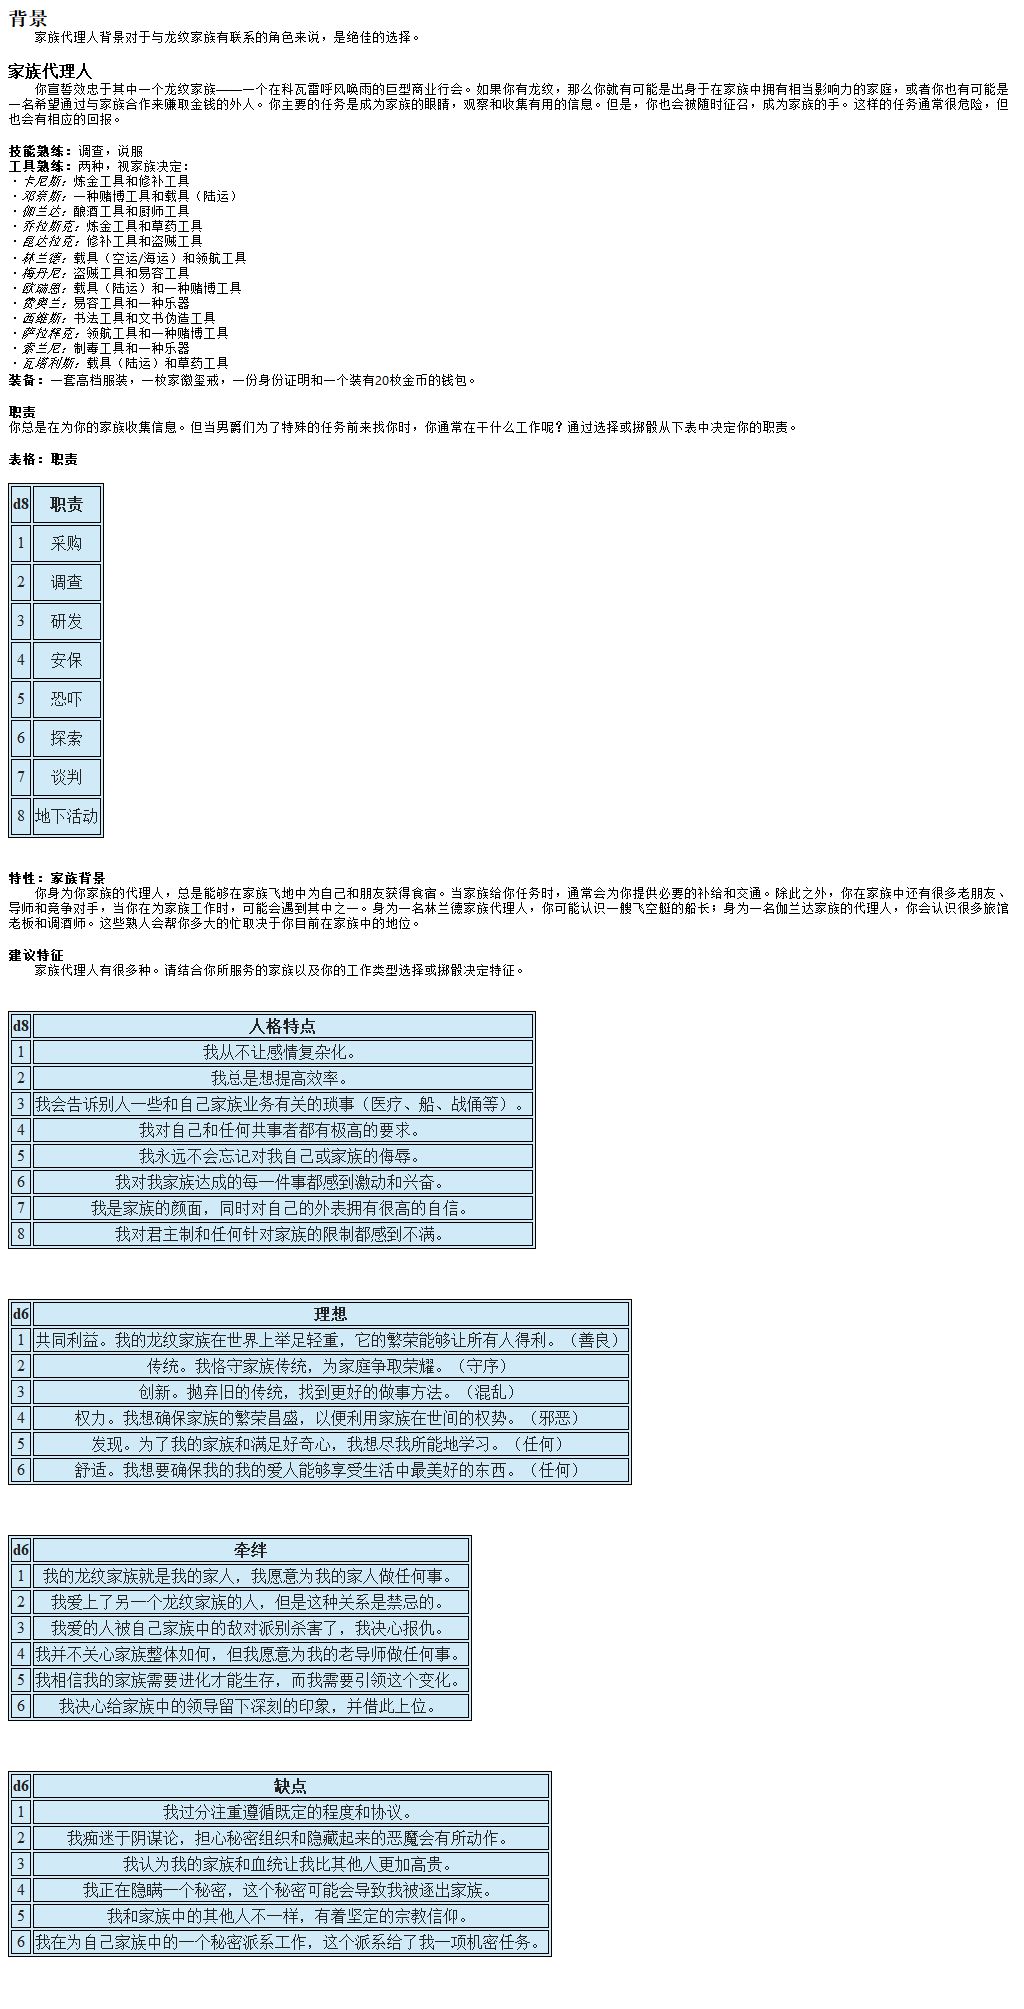 背景
家族代理人背景对于与龙纹家族有联系的角色来说，是绝佳的选择。
家族代理人
你宣誓效忠于其中一个龙纹家族——一个在科瓦雷呼风唤雨的巨型商业行会。如果你有龙纹，那么你就有可能是出身于在家族中拥有相当影响力的家庭，或者你也有可能是
一名希望通过与家族合作来赚取金钱的外人。你主要的任务是成为家族的眼睛，观察和收集有用的信息。但是，你也会被随时征召，成为家族的手。这样的任务通常很危险，但
也会有相应的回报。
技能熟练：调查，说服
工具熟练：两种，视家族决定：
·卡尼斯：炼金工具和修补工具
·邓奈斯：一种赌博工具和载具（陆运）
·伽兰达：酿酒工具和厨师工具
·乔拉斯克：炼金工具和草药工具
·昆达拉克：修补工具和盗贼工具
·林兰德：载具（空运/海运）和领航工具
·梅丹尼：盗贼工具和易容工具
·欧瑞恩：载具（陆运）和一种赌博工具
·费奥兰：易容工具和一种乐器
·西维斯：书法工具和文书伪造工具
·萨拉释克：领航工具和一种赌博工具
·索兰尼：制毒工具和一种乐器
·瓦塔利斯：载具（陆运）和草药工具
装备：一套高档服装，一枚家徽玺戒，一份身份证明和一个装有20枚金币的钱包。
职责
你总是在为你的家族收集信息。但当男爵们为了特殊的任务前来找你时，你通常在干什么工作呢？通过选择或掷骰从下表中决定你的职责。
表格：职责
d8 职责
1 采购
2 调查
3 研发
4 安保
5 恐吓
6 探索
7 谈判
8 地下活动
特性：家族背景
你身为你家族的代理人，总是能够在家族飞地中为自己和朋友获得食宿。当家族给你任务时，通常会为你提供必要的补给和交通。除此之外，你在家族中还有很多老朋友、
导师和竞争对手，当你在为家族工作时，可能会遇到其中之一。身为一名林兰德家族代理人，你可能认识一艘飞空艇的船长；身为一名伽兰达家族的代理人，你会认识很多旅馆
老板和调酒师。这些熟人会帮你多大的忙取决于你目前在家族中的地位。
建议特征
家族代理人有很多种。请结合你所服务的家族以及你的工作类型选择或掷骰决定特征。
d8 人格特点
1 我从不让感情复杂化。
2 我总是想提高效率。
3 我会告诉别人一些和自己家族业务有关的琐事（医疗、船、战俑等）。
4 我对自己和任何共事者都有极高的要求。
5 我永远不会忘记对我自己或家族的侮辱。
6 我对我家族达成的每一件事都感到激动和兴奋。
7 我是家族的颜面，同时对自己的外表拥有很高的自信。
8 我对君主制和任何针对家族的限制都感到不满。
d6 理想
1 共同利益。我的龙纹家族在世界上举足轻重，它的繁荣能够让所有人得利。（善良）
2 传统。我恪守家族传统，为家庭争取荣耀。（守序）
3 创新。抛弃旧的传统，找到更好的做事方法。（混乱）
4 权力。我想确保家族的繁荣昌盛，以便利用家族在世间的权势。（邪恶）
5 发现。为了我的家族和满足好奇心，我想尽我所能地学习。（任何）
6 舒适。我想要确保我的我的爱人能够享受生活中最美好的东西。（任何）
d6 牵绊
1 我的龙纹家族就是我的家人，我愿意为我的家人做任何事。
2 我爱上了另一个龙纹家族的人，但是这种关系是禁忌的。
3 我爱的人被自己家族中的敌对派别杀害了，我决心报仇。
4 我并不关心家族整体如何，但我愿意为我的老导师做任何事。
5 我相信我的家族需要进化才能生存，而我需要引领这个变化。
6 我决心给家族中的领导留下深刻的印象，并借此上位。
d6 缺点
1 我过分注重遵循既定的程度和协议。
2 我痴迷于阴谋论，担心秘密组织和隐藏起来的恶魔会有所动作。
3 我认为我的家族和血统让我比其他人更加高贵。
4 我正在隐瞒一个秘密，这个秘密可能会导致我被逐出家族。
5 我和家族中的其他人不一样，有着坚定的宗教信仰。
6 我在为自己家族中的一个秘密派系工作，这个派系给了我一项机密任务。